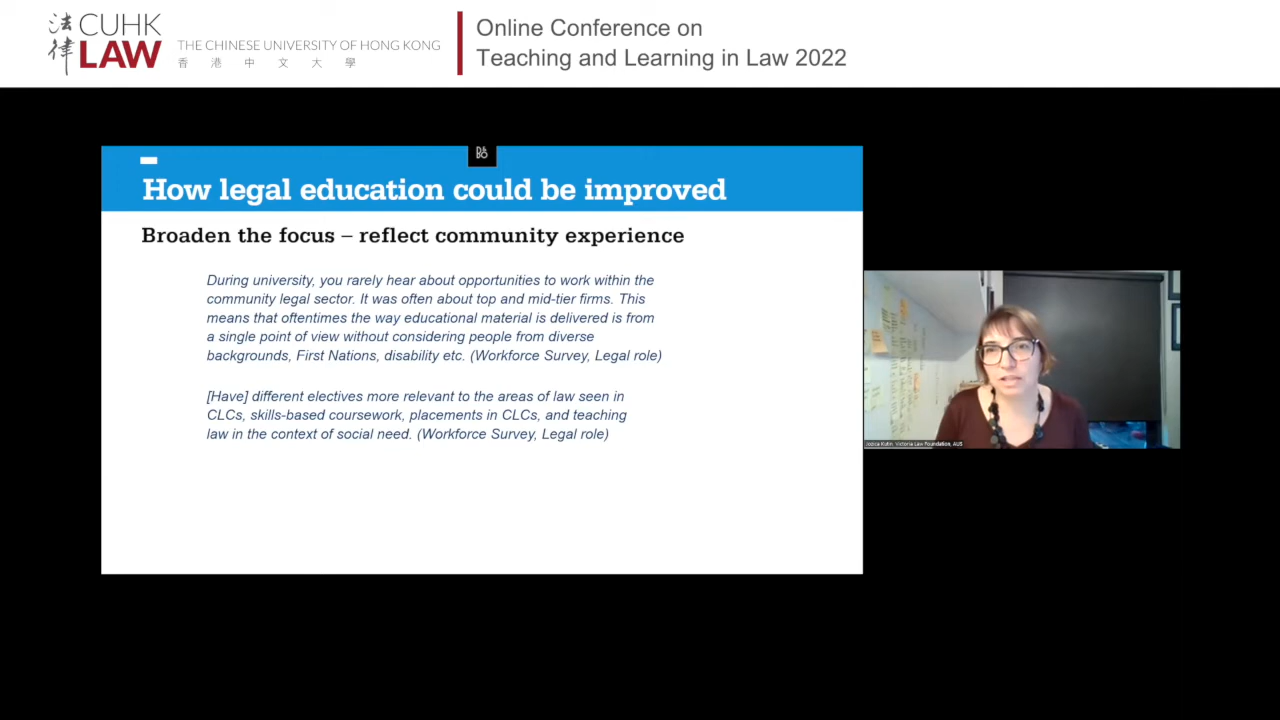 法律
CUHK
LAW
THE CHINESE UNIVERSITY OF HONG KONG
香港中文大學
Online Conference on
Teaching and Learning in Law 2022
How legal education could be improved
Broaden the focus – reflect community experience
During university, you rarely hear about opportunities to work within the
community legal sector. It was often about top and mid-tier firms. This
means that oftentimes the way educational material is delivered is from
a single point of view without considering people from diverse
backgrounds, First Nations, disability etc. (Workforce Survey, Legal role)
[Have] different electives more relevant to the areas of law seen in
CLCs, skills-based coursework, placements in CLCs, and teaching
law in the context of social need. (Workforce Survey, Legal role)
Jozica Kutin, Victoria Law Foundation, AUS